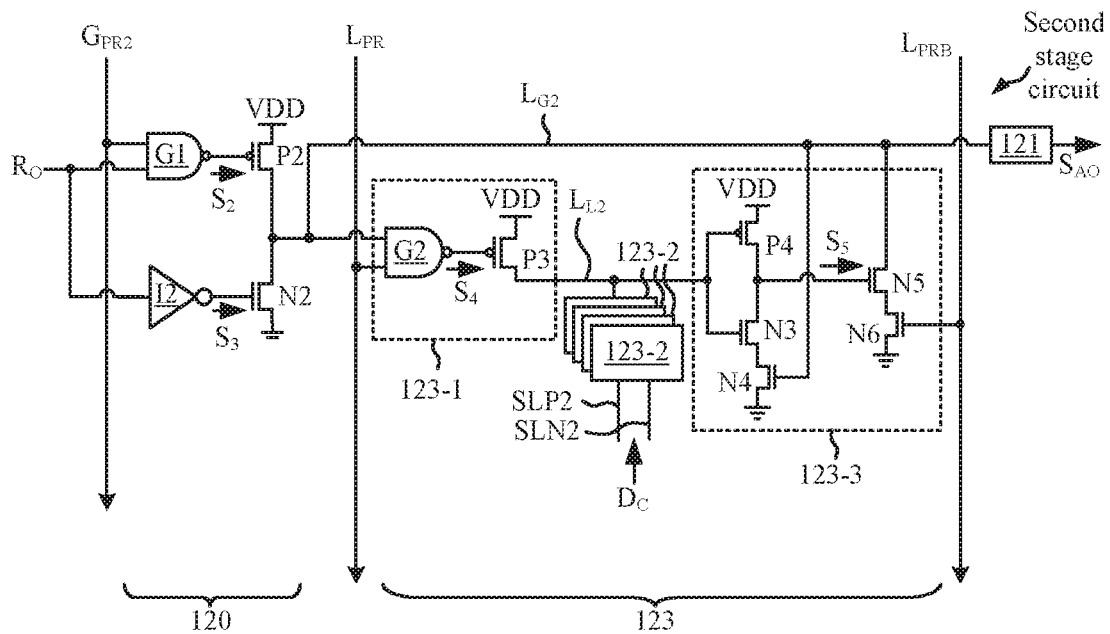 G_PR2
L_PR
L_PRB
Second
stage
circuit
L_G2
VDD
G1
P2
121
R_O
S_2
S_AO
VDD
L_L2
VDD
G2
P3
123-2
P4
S_5
S_4
N5
I2
N2
S_3
123-2
N3
N6
N4
123-1
SLP2
SLN2
123-3
D_C
120
123